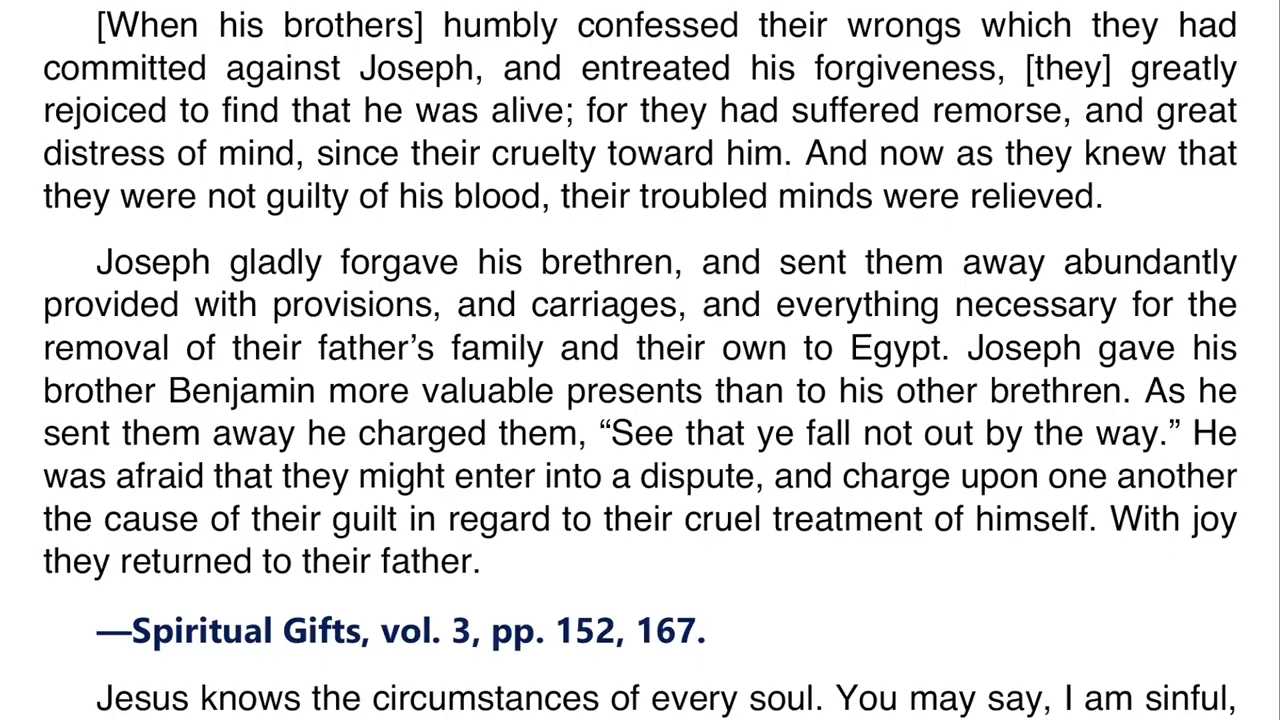 [When his brothers] humbly confessed their wrongs which they had
committed against Joseph, and entreated his forgiveness, [they] greatly
rejoiced to find that he was alive; for they had suffered remorse, and great
distress of mind, since their cruelty toward him. And now as they knew that
they were not guilty of his blood, their troubled minds were relieved.
Joseph gladly forgave his brethren, and sent them away abundantly
provided with provisions, and carriages, and everything necessary for the
removal of their father’s family and their own to Egypt. Joseph gave his
brother Benjamin more valuable presents than to his other brethren. As he
sent them away he charged them, “See that ye fall not out by the way.” He
was afraid that they might enter into a dispute, and charge upon one another
the cause of their guilt in regard to their cruel treatment of himself. With joy
they returned to their father.
—Spiritual Gifts, vol. 3, pp. 152, 167.
Jesus knows the circumstances of every soul. You may say, I am sinful,